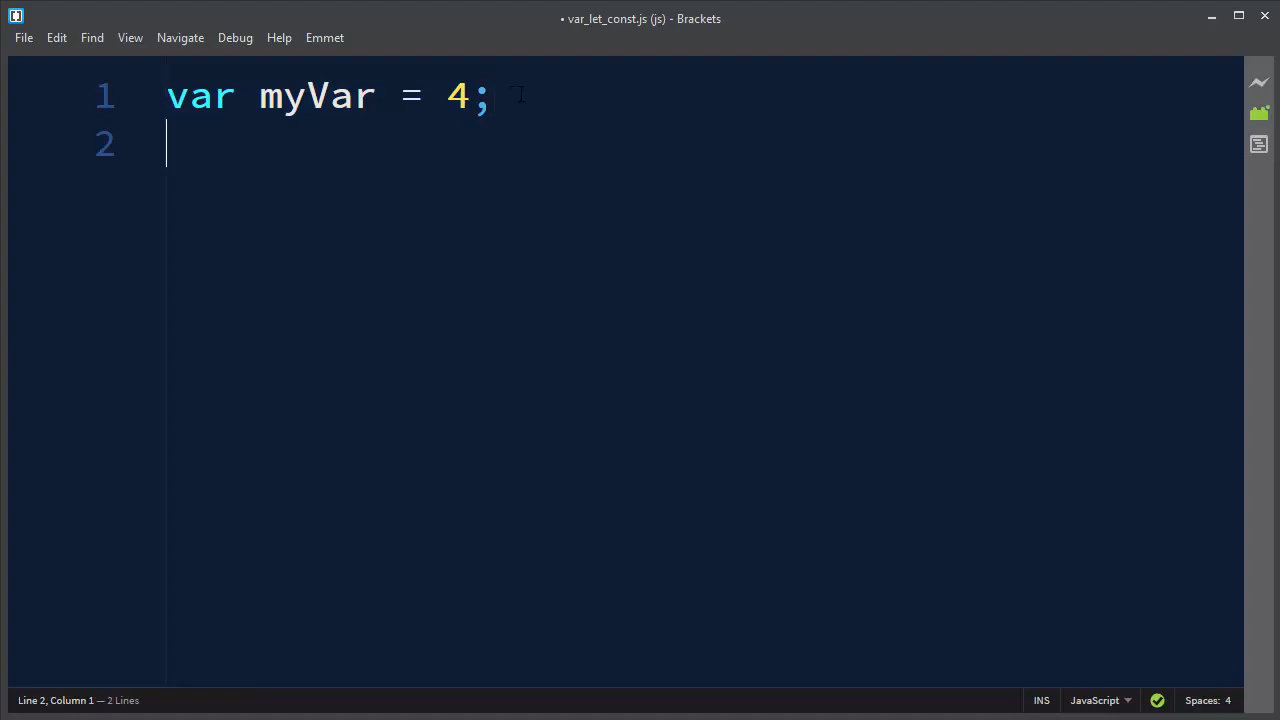 • var_let_const.js (js) - Brackets
File Edit Find View Navigate Debug Help Emmet
1 var myVar = 4;
2
Line 2, Column 1 — 2 Lines INS JavaScript Spaces: 4